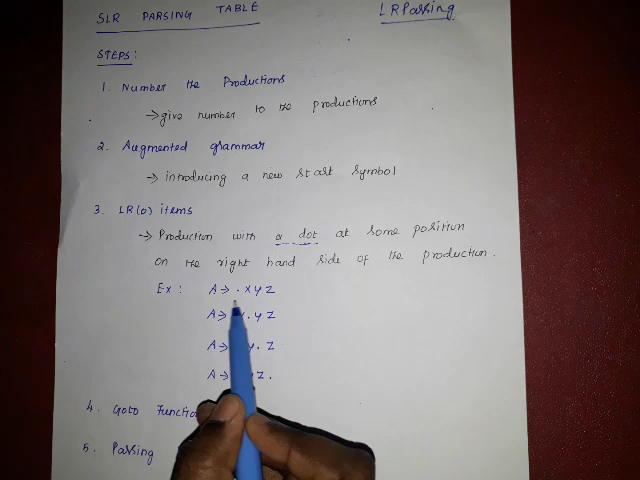 SLR PARSING TABLE
LR Parsing
STEPS:
1. Number the Productions
→ give number to the productions
2. Augmented grammar
→ introducing a new start symbol
3. LR(0) items
→ Production with a dot at some position
on the right hand side of the production.
Ex: A → . X Y Z
A → . Y Z
A → Y . Z
A → Z .
4. Goto Function
5. Parsing